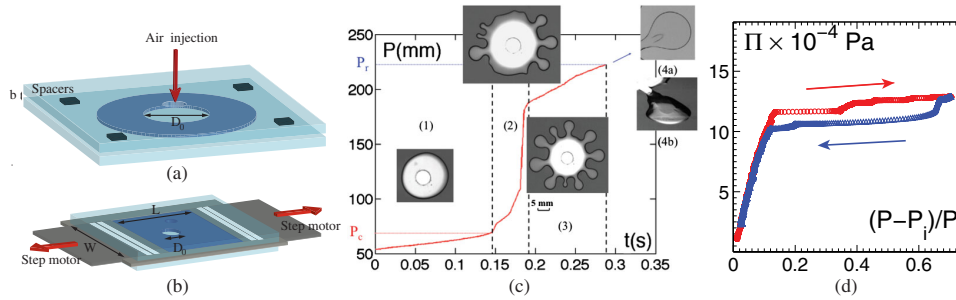 Air injection
b
Spacers
D0
(a)
L
W
D0
Step motor
Step motor
(b)
250
200
150
100
50
P(mm)
Pr
Pc
(1)
(2)
(3)
(4a)
(4b)
5 mm
t(s)
0
0.05
0.1
0.15
0.2
0.25
0.3
0.35
(c)
Π × 10-4 Pa
15
10
5
(P−Pi)/P
0
0.2
0.4
0.6
(d)